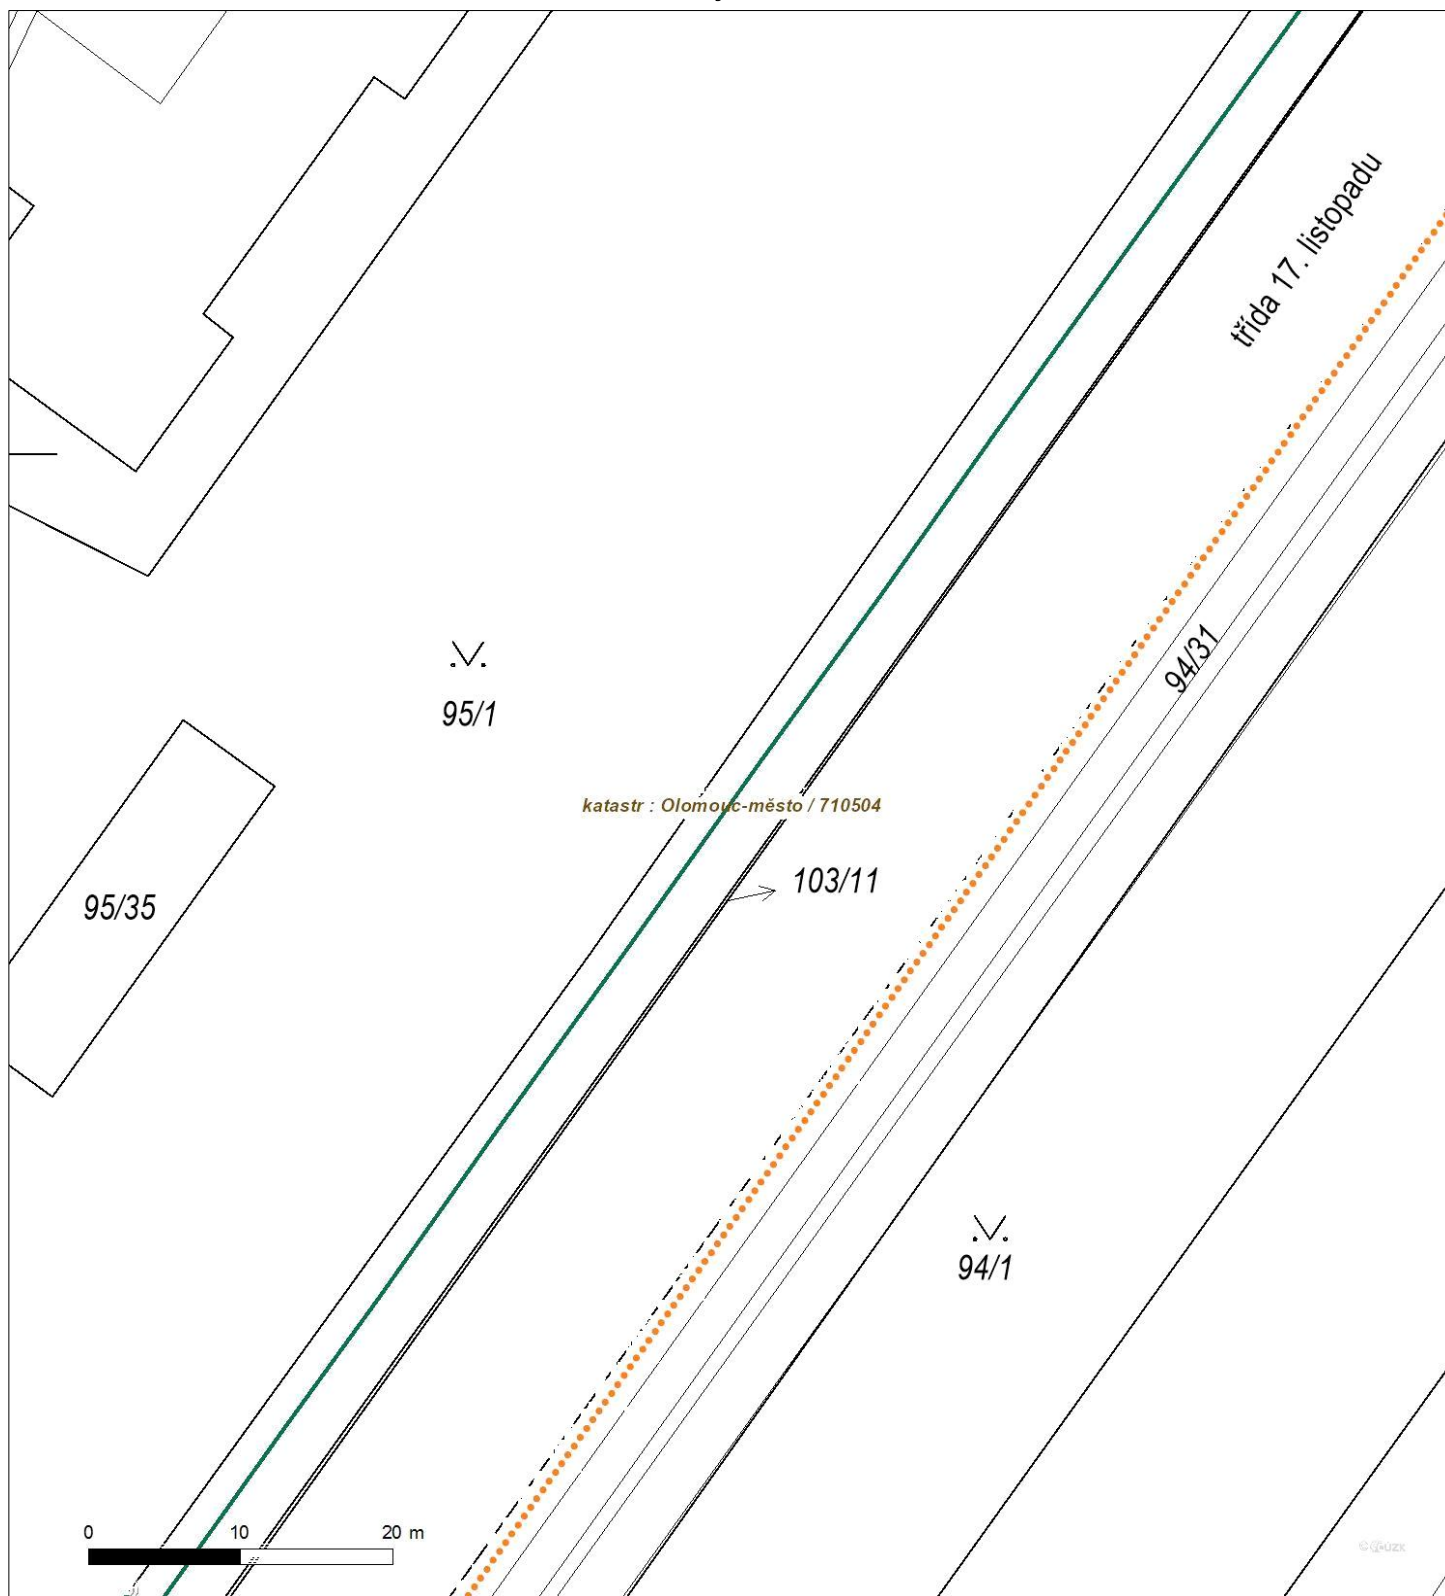 třída 17. listopadu
94/31
95/1
katastr : Olomouc-město / 710504
103/11
95/35
94/1
0 10 20 m